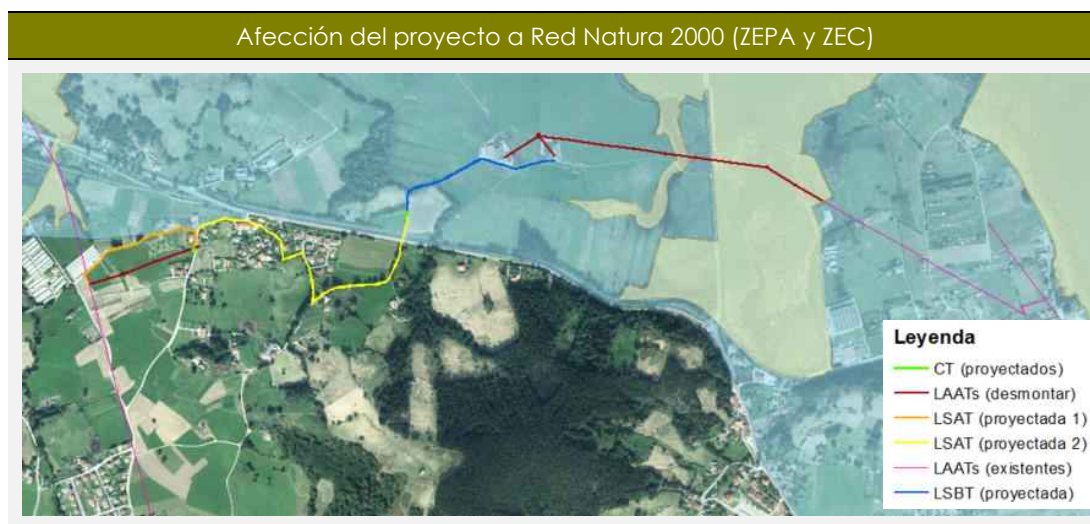 Afección del proyecto a Red Natura 2000 (ZEPA y ZEC)
Leyenda
CT (proyectados)
LAATs (desmontar)
LSAT (proyectada 1)
LSAT (proyectada 2)
LAATs (existentes)
LSBT (proyectada)